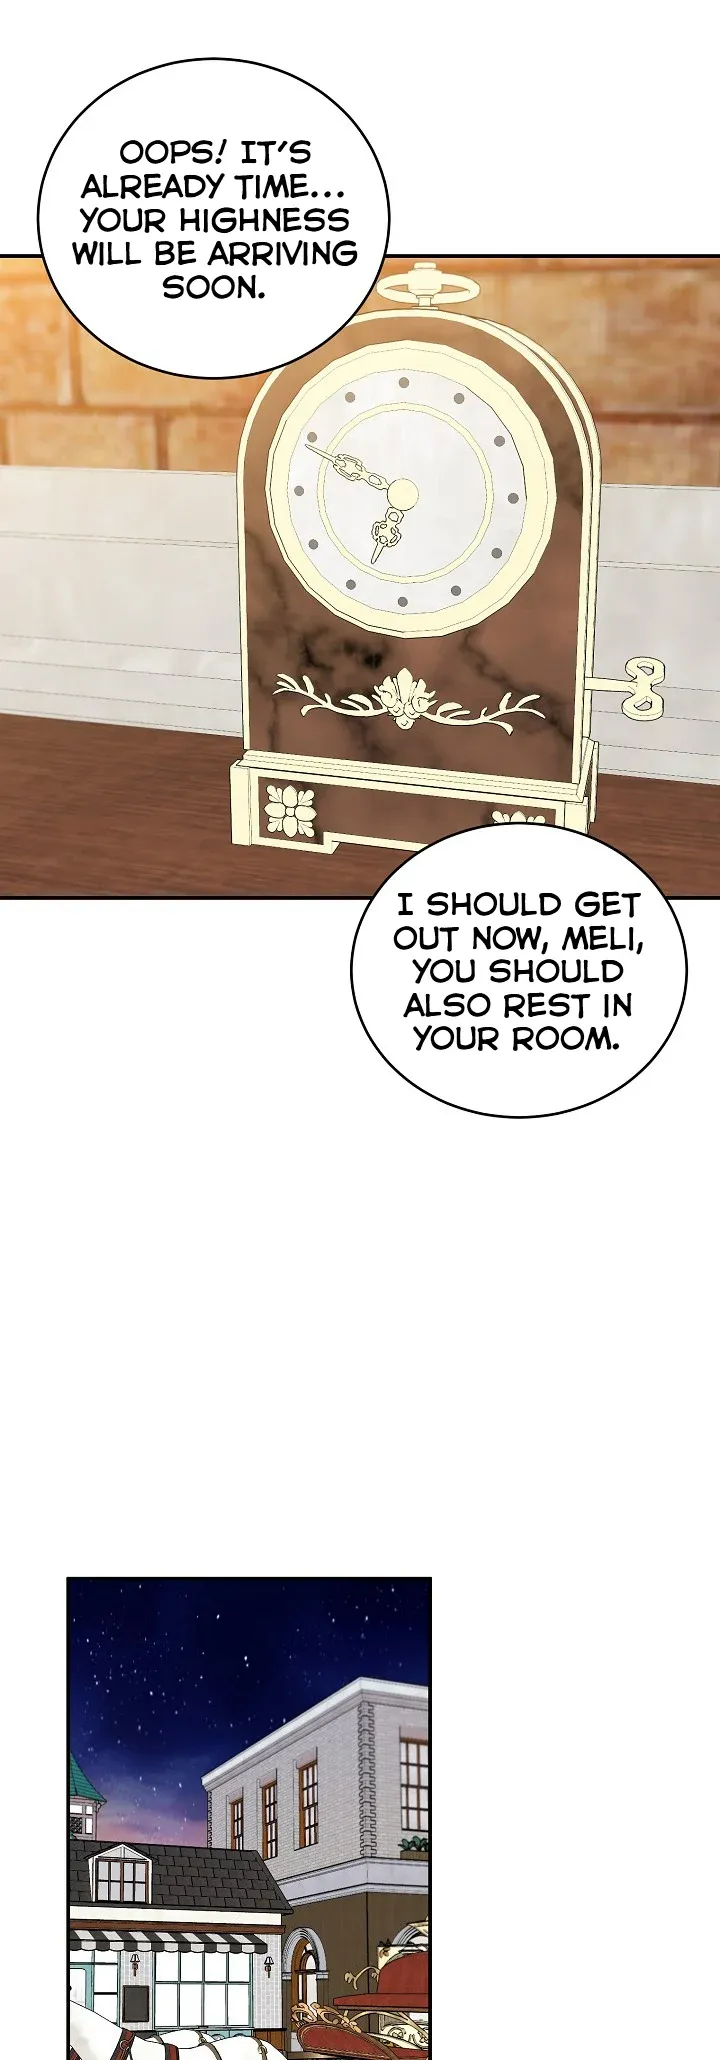 OOPS! IT'S
ALREADY TIME...
YOUR HIGHNESS
WILL BE ARRIVING
SOON.
I SHOULD GET
OUT NOW, MELI,
YOU SHOULD
ALSO REST IN
YOUR ROOM.